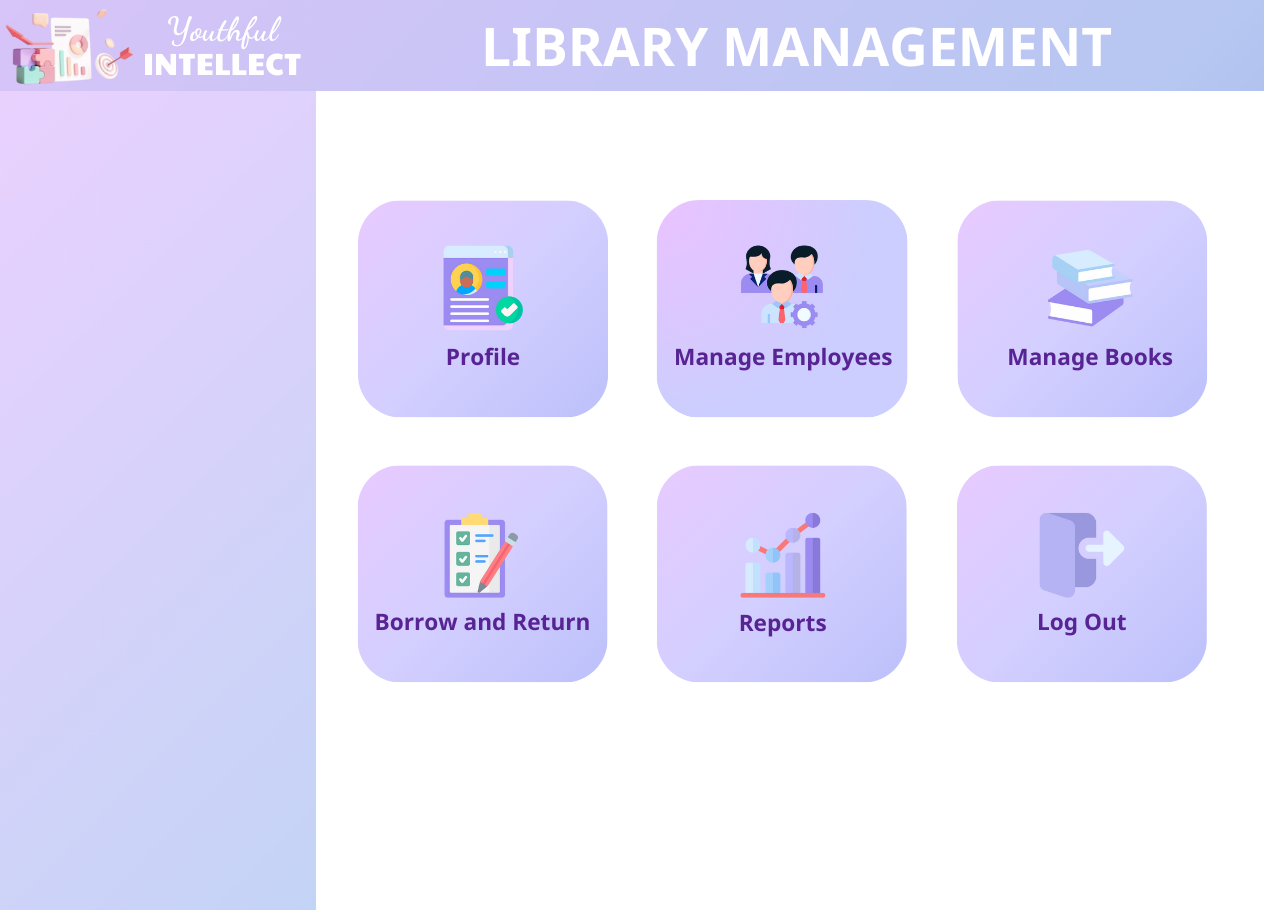 Youthful
INTELLECT
LIBRARY MANAGEMENT
Profile
Manage Employees
Manage Books
Borrow and Return
Reports
Log Out